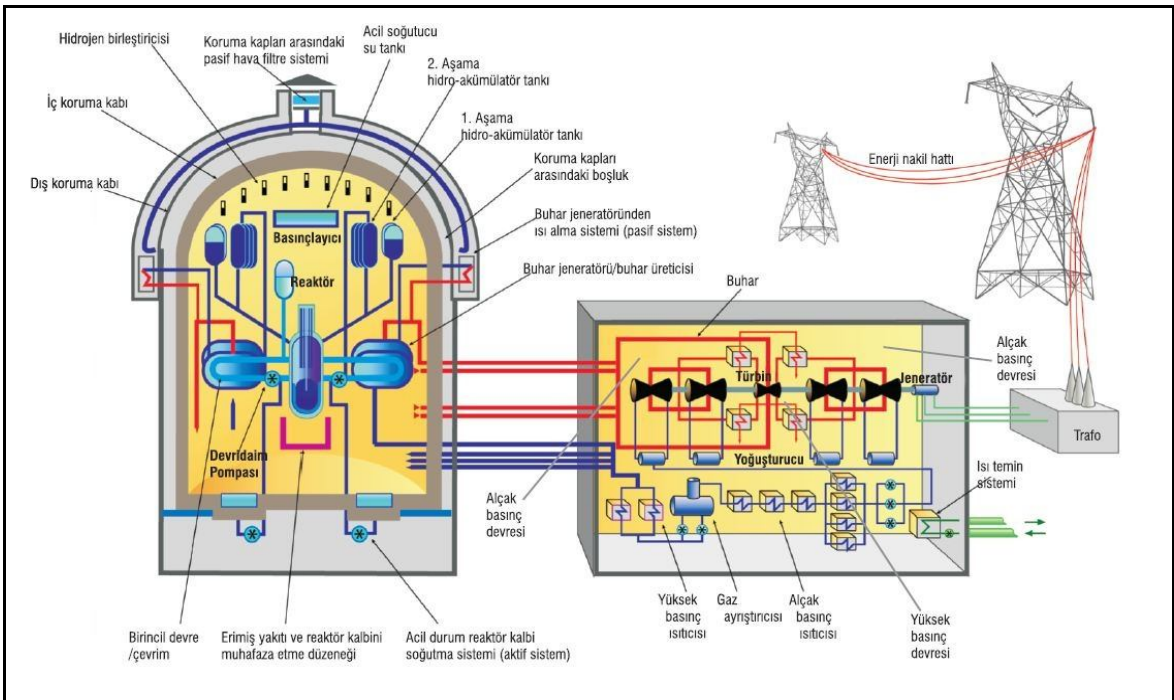 Hidrojen birleştiricisi
Koruma kapları arasındaki
pasif hava filtre sistemi
Acil soğutucu
su tankı
2. Aşama
hidro-akümülatör tankı
İç koruma kabı
1. Aşama
hidro-akümülatör tankı
Dış koruma kabı
Koruma kapları
arasındaki boşluk
Buhar jeneratöründen
ısı alma sistemi (pasif sistem)
Buhar jeneratörü/buhar üreticisi
Basınçlayıcı
Reaktör
Devridaim
Pompası
Birincil devre
/çevrim
Erimiş yakıtı ve reaktör kalbini
muhafaza etme düzeneği
Acil durum reaktör kalbi
soğutma sistemi (aktif sistem)
Enerji nakil hattı
Buhar
Alçak
basınç
devresi
Türbin
Jeneratör
Trafo
Yoğuşturucu
Isı temin
sistemi
Alçak
basınç
devresi
Yüksek
basınç
ısıtıcısı
Gaz
ayrıştırıcısı
Alçak
basınç
ısıtıcısı
Yüksek
basınç
devresi